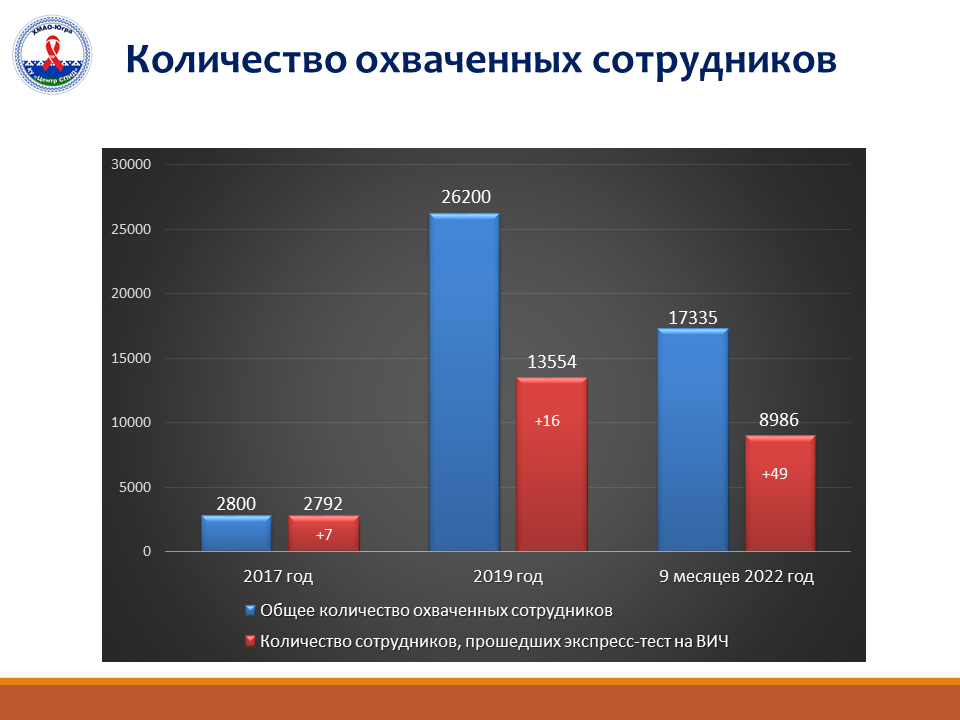 ХМАО-Югра
КУ "Центр СПИД"
Количество охваченных сотрудников
30000
25000
20000
15000
10000
5000
0
2800
2792
+7
26200
13554
+16
17335
8986
+49
2017 год
2019 год
9 месяцев 2022 год
Общее количество охваченных сотрудников
Количество сотрудников, прошедших экспресс-тест на ВИЧ